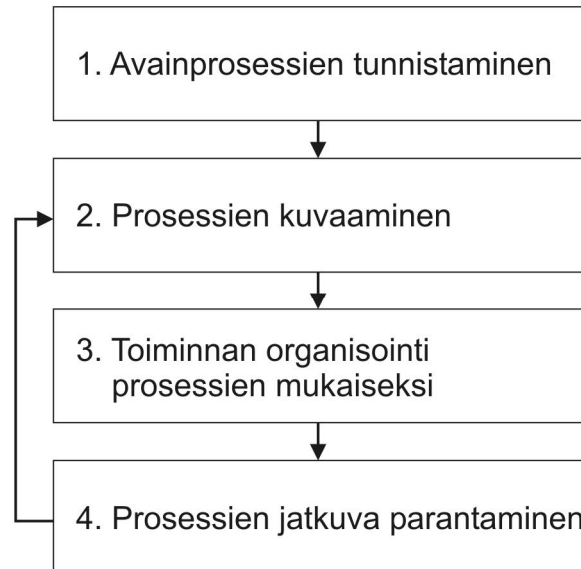 1. Avainprosessien tunnistaminen
2. Prosessien kuvaaminen
3. Toiminnan organisointi
prosessien mukaiseksi
4. Prosessien jatkuva parantaminen